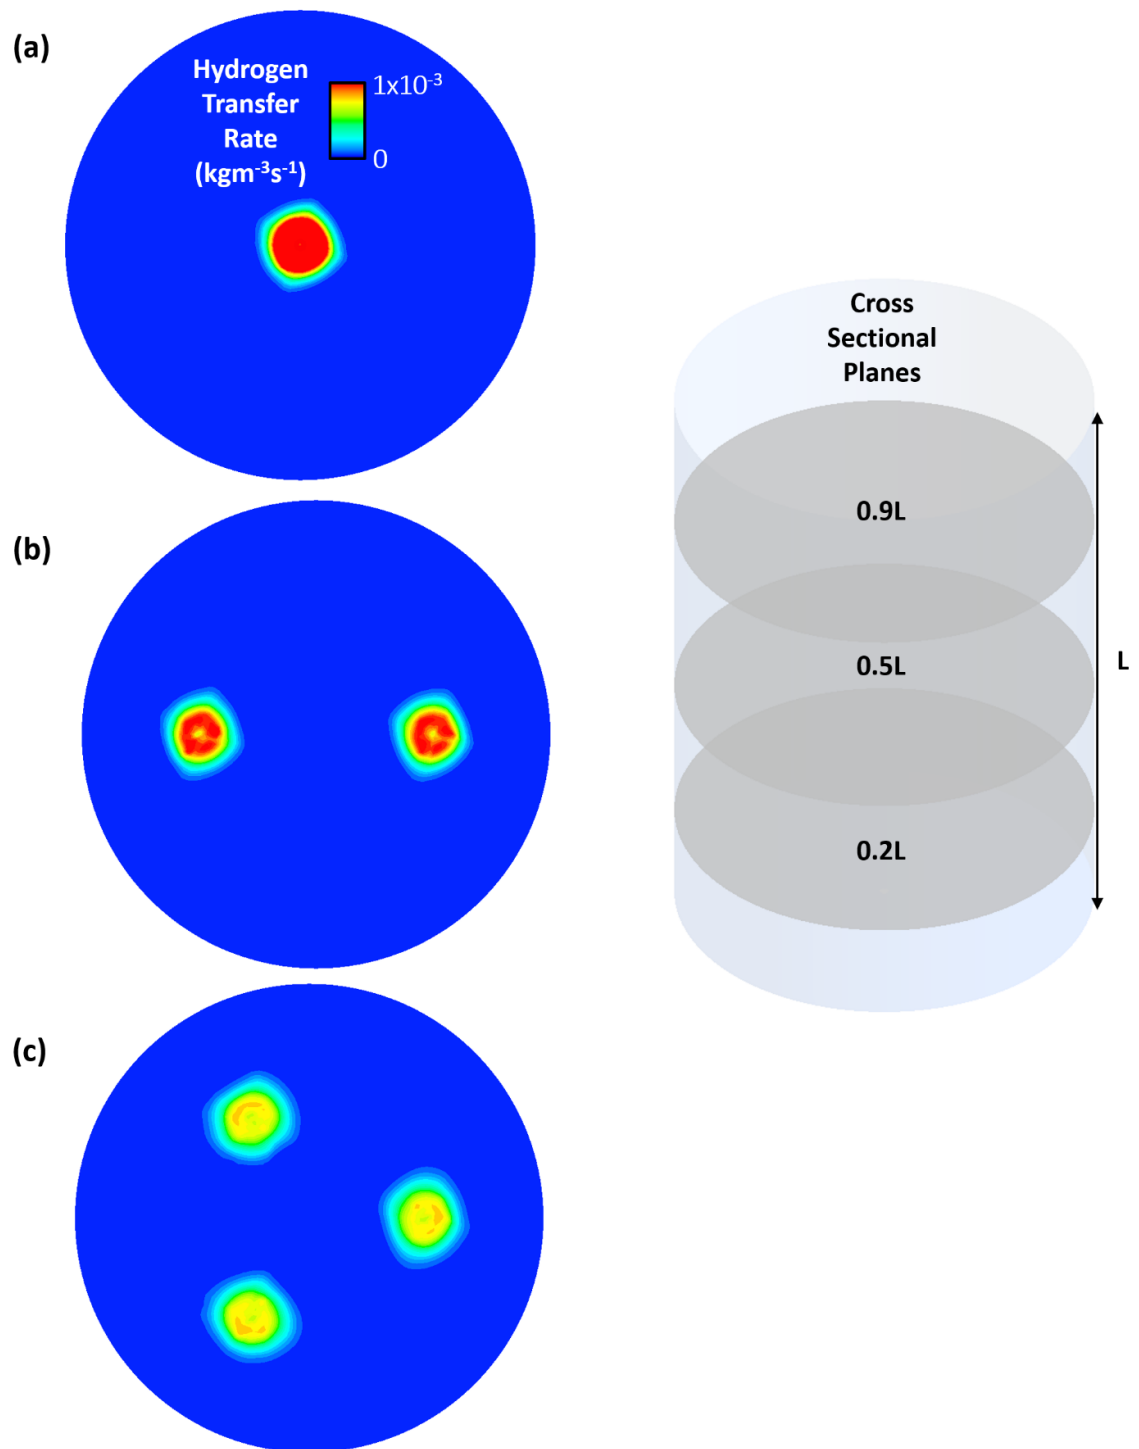 (a)
Hydrogen
Transfer
Rate
(kgm⁻³s⁻¹)
1x10⁻³
0
Cross
Sectional
Planes
0.9L
(b)
0.5L
L
0.2L
(c)